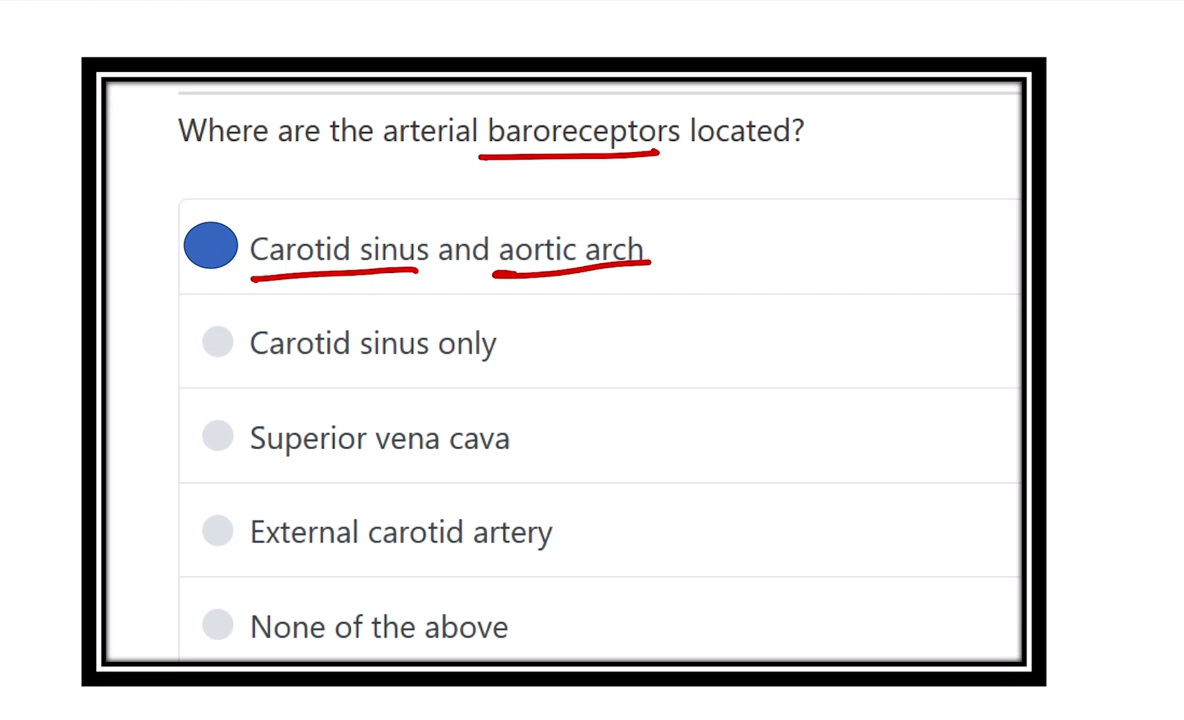 Where are the arterial baroreceptors located?
Carotid sinus and aortic arch
Carotid sinus only
Superior vena cava
External carotid artery
None of the above